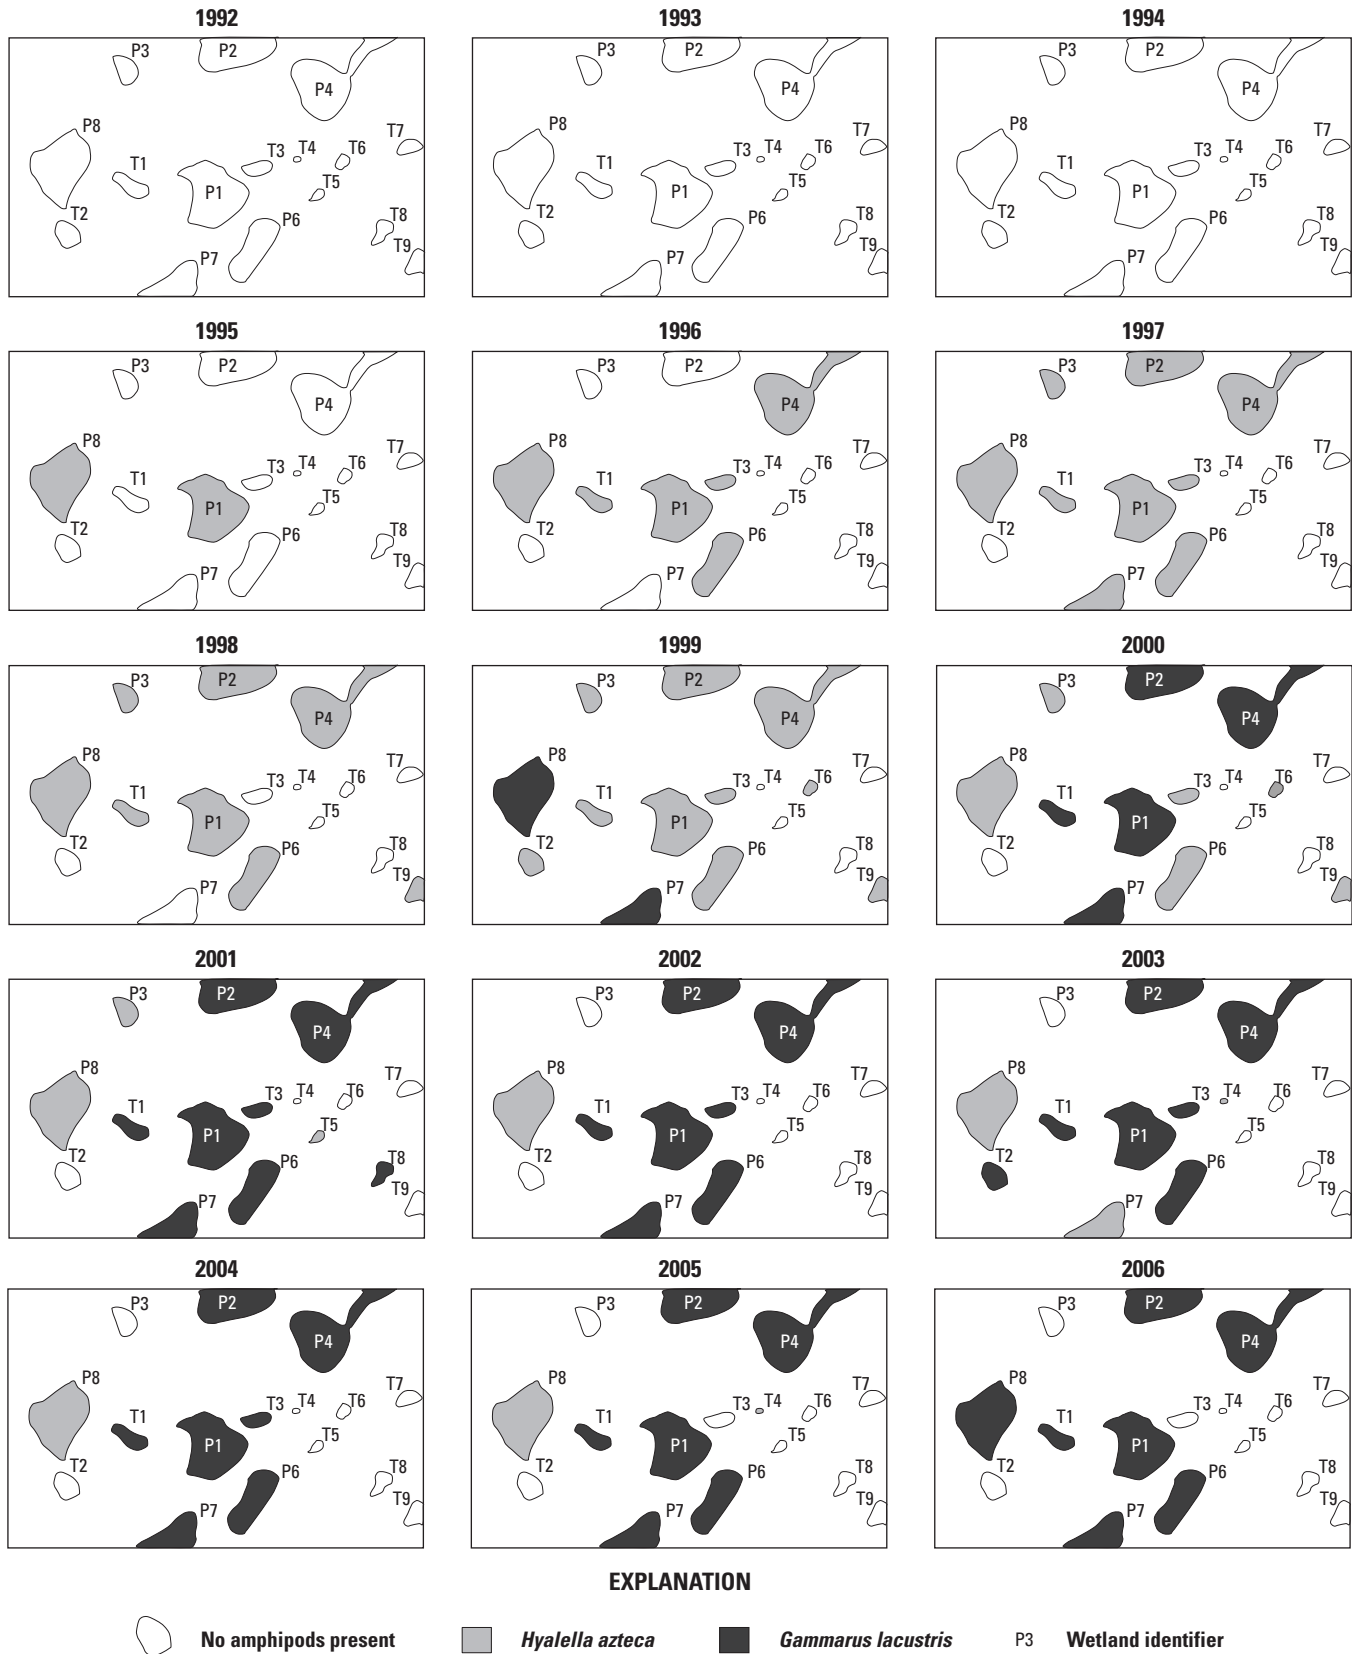 1992 1993 1994
P3 P2 P4 P8 T1 P1 T3 T4 T6 T7 T5 T2 P6 T8 T9 P7
P3 P2 P4 P8 T1 P1 T3 T4 T6 T7 T5 T2 P6 T8 T9 P7
P3 P2 P4 P8 T1 P1 T3 T4 T6 T7 T5 T2 P6 T8 T9 P7
1995 1996 1997
P3 P2 P4 P8 T1 P1 T3 T4 T6 T7 T5 T2 P6 T8 T9 P7
P3 P2 P4 P8 T1 P1 T3 T4 T6 T7 T5 T2 P6 T8 T9 P7
P3 P2 P4 P8 T1 P1 T3 T4 T6 T7 T5 T2 P6 T8 T9 P7
1998 1999 2000
P3 P2 P4 P8 T1 P1 T3 T4 T6 T7 T5 T2 P6 T8 T9 P7
P3 P2 P4 P8 T1 P1 T3 T4 T6 T7 T5 T2 P6 T8 T9 P7
P3 P2 P4 P8 T1 P1 T3 T4 T6 T7 T5 T2 P6 T8 T9 P7
2001 2002 2003
P3 P2 P4 P8 T1 P1 T3 T4 T6 T7 T5 T2 P6 T8 T9 P7
P3 P2 P4 P8 T1 P1 T3 T4 T6 T7 T5 T2 P6 T8 T9 P7
P3 P2 P4 P8 T1 P1 T3 T4 T6 T7 T5 T2 P6 T8 T9 P7
2004 2005 2006
P3 P2 P4 P8 T1 P1 T3 T4 T6 T7 T5 T2 P6 T8 T9 P7
P3 P2 P4 P8 T1 P1 T3 T4 T6 T7 T5 T2 P6 T8 T9 P7
P3 P2 P4 P8 T1 P1 T3 T4 T6 T7 T5 T2 P6 T8 T9 P7
EXPLANATION
No amphipods present Hyalella azteca Gammarus lacustris P3 Wetland identifier